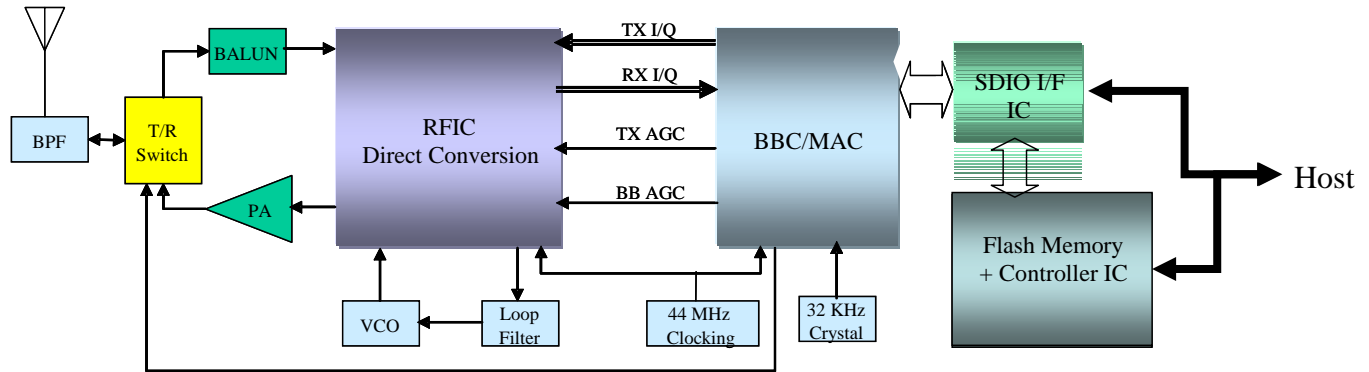 TX I/Q
BALUN
RX I/Q
SDIO I/F
IC
T/R
Switch
BPF
RFIC
Direct Conversion
TX AGC
BBC/MAC
Host
PA
BB AGC
Flash Memory
+ Controller IC
VCO
Loop
Filter
44 MHz
Clocking
32 KHz
Crystal